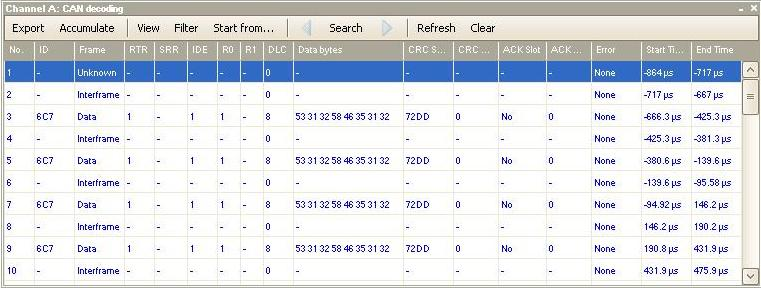 Channel A: CAN decoding
Export Accumulate View Filter Start from... Search Refresh Clear
No. ID Frame RTR SRR IDE R0 R1 DLC Data bytes CRC S... CRC ... ACK Slot ACK ... Error Start Ti... End Time
1 - Unknown - - - - - 0 - - - - - None -864 µs -717 µs
2 - Interframe - - - - - 0 - - - - - None -717 µs -667 µs
3 6C7 Data 1 - 1 1 - 8 53 31 32 58 46 35 31 32 72DD 0 No - None -666.3 µs -425.3 µs
4 - Interframe - - - - - 0 - - - - - None -425.3 µs -381.3 µs
5 6C7 Data 1 - 1 1 - 8 53 31 32 58 46 35 31 32 72DD 0 No - None -380.6 µs -139.6 µs
6 - Interframe - - - - - 0 - - - - - None -139.6 µs -95.58 µs
7 6C7 Data 1 - 1 1 - 8 53 31 32 58 46 35 31 32 72DD 0 No - None -94.92 µs 146.2 µs
8 - Interframe - - - - - 0 - - - - - None 146.2 µs 190.2 µs
9 6C7 Data 1 - 1 1 - 8 53 31 32 58 46 35 31 32 72DD 0 No - None 190.8 µs 431.9 µs
10 - Interframe - - - - - 0 - - - - - None 431.9 µs 475.9 µs